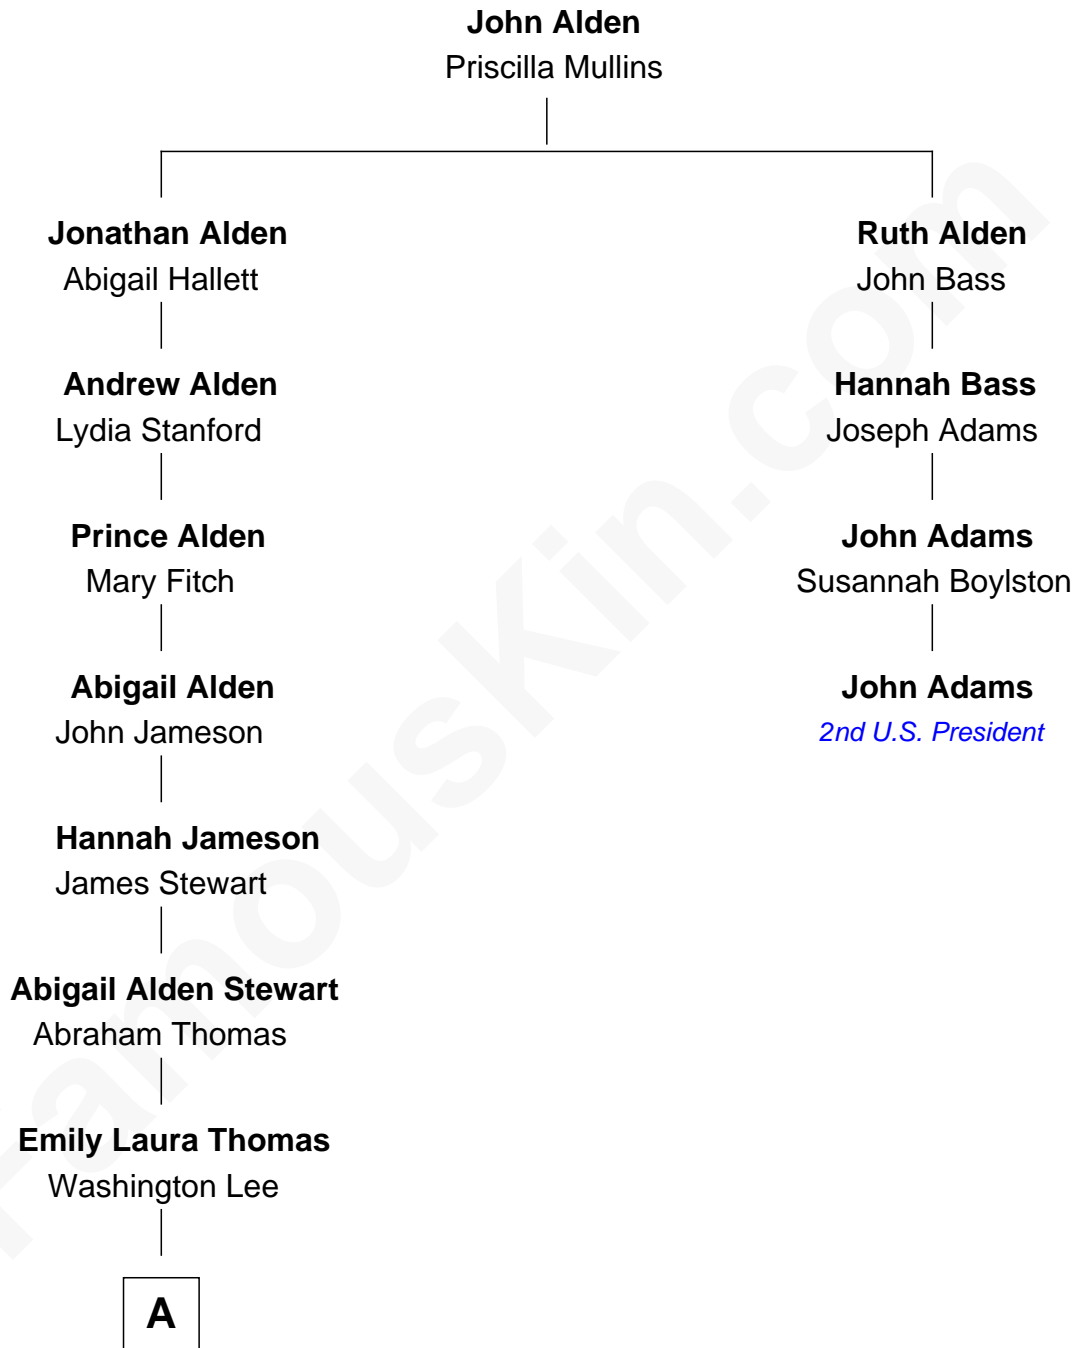 John Alden
Priscilla Mullins
Jonathan Alden
Abigail Hallett
Ruth Alden
John Bass
Andrew Alden
Lydia Stanford
Hannah Bass
Joseph Adams
Prince Alden
Mary Fitch
John Adams
Susannah Boylston
Abigail Alden
John Jameson
John Adams
2nd U.S. President
Hannah Jameson
James Stewart
Abigail Alden Stewart
Abraham Thomas
Emily Laura Thomas
Washington Lee
A
FamousKin.com